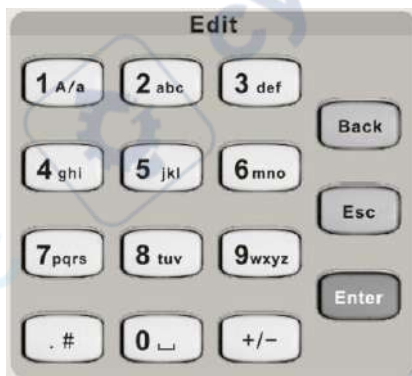 Edit
1 A/a 2 abc 3 def
Back
4 ghi 5 jkl 6 mno
Esc
7 pqrs 8 tuv 9 wxyz
Enter
. # 0 ⎵ +/-